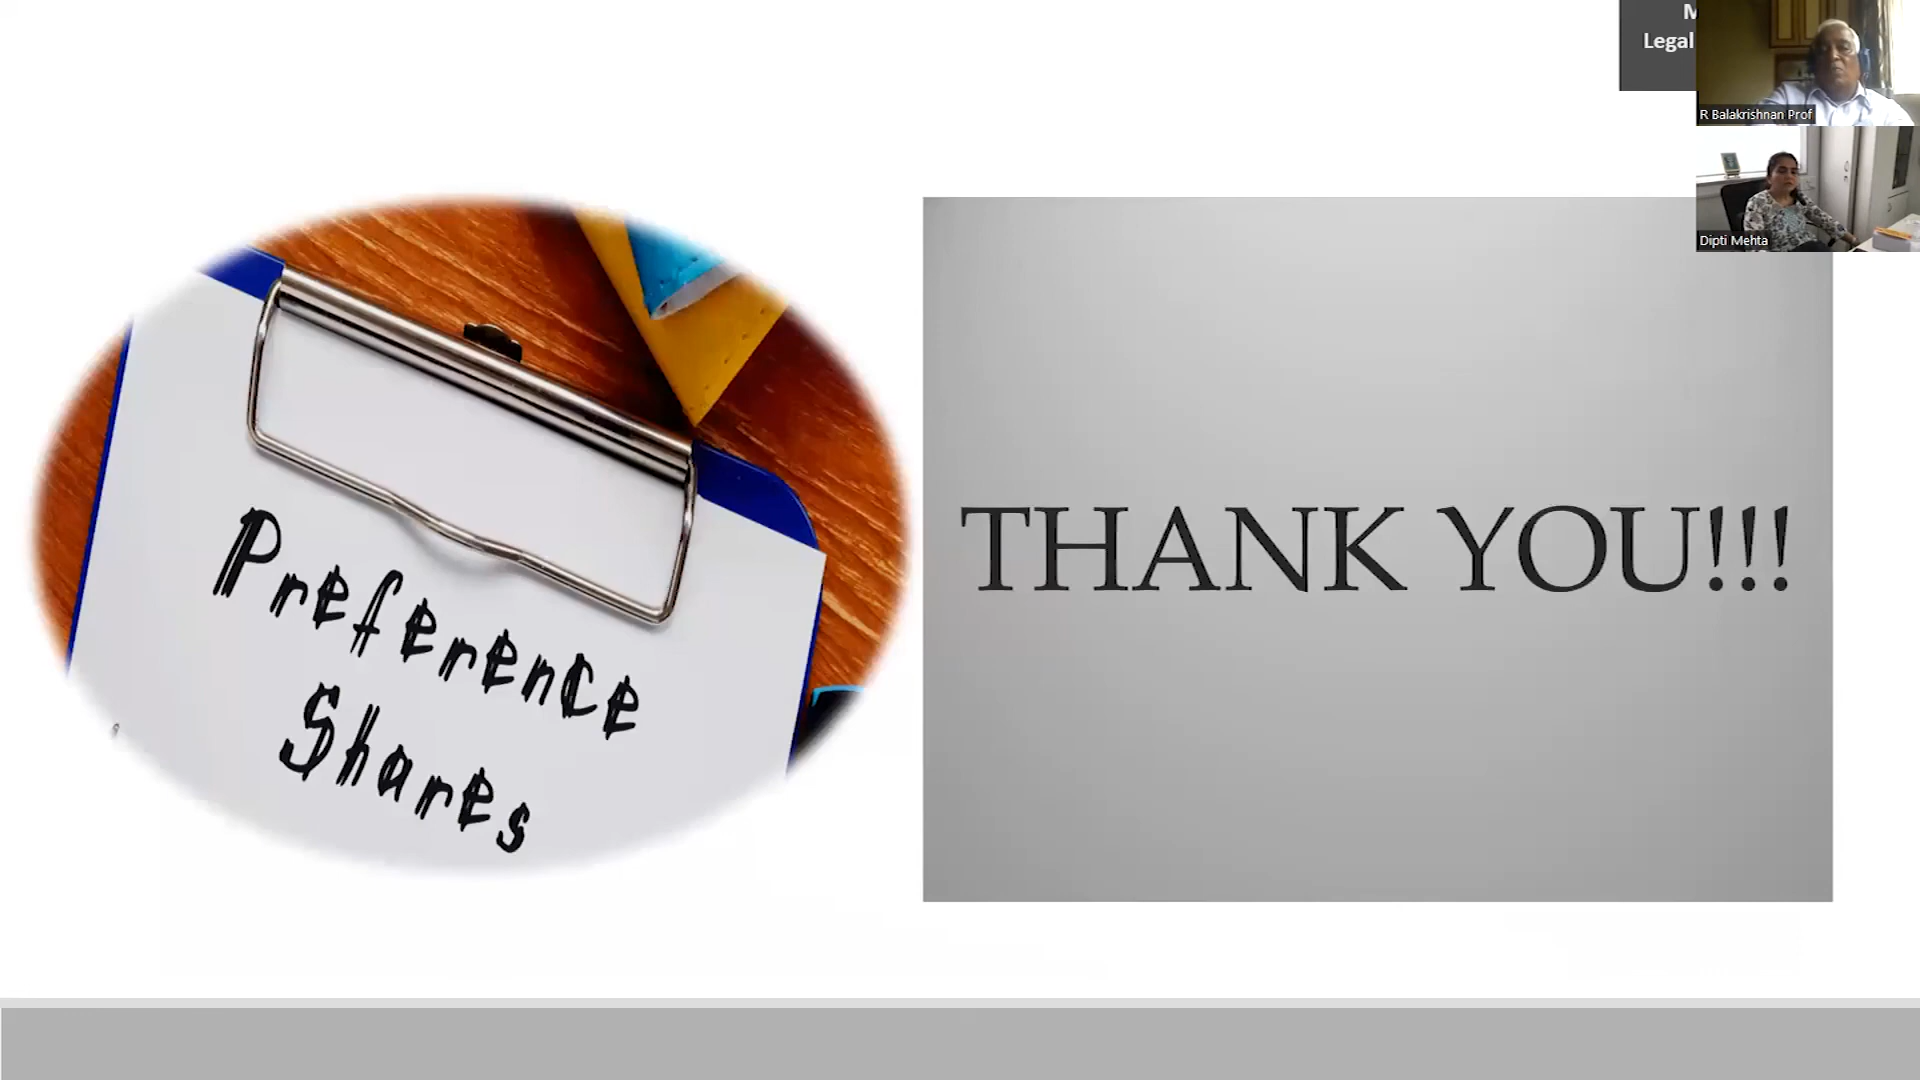 Legal
R Balakrishnan Prof
Dipti Mehta
Preference
Shares
THANK YOU!!!